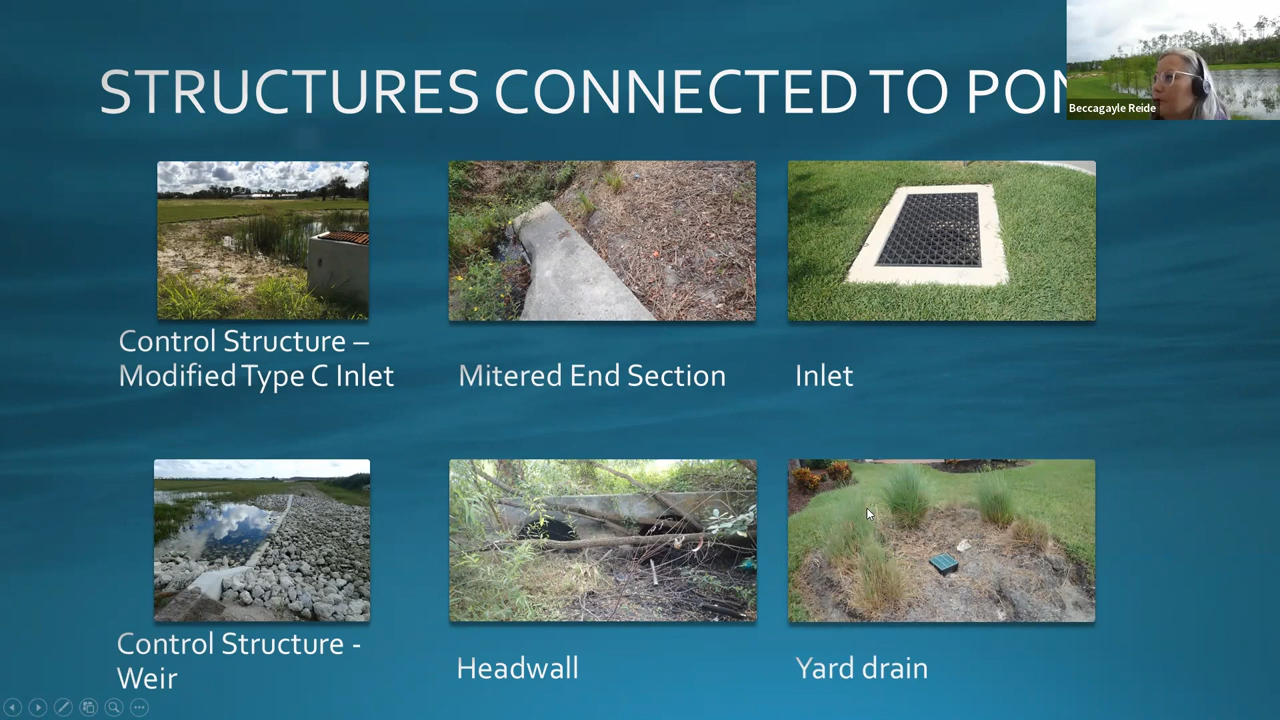 STRUCTURES CONNECTED TO PON
Beccagayle Reide
Control Structure –
Modified Type C Inlet
Mitered End Section
Inlet
Control Structure -
Weir
Headwall
Yard drain